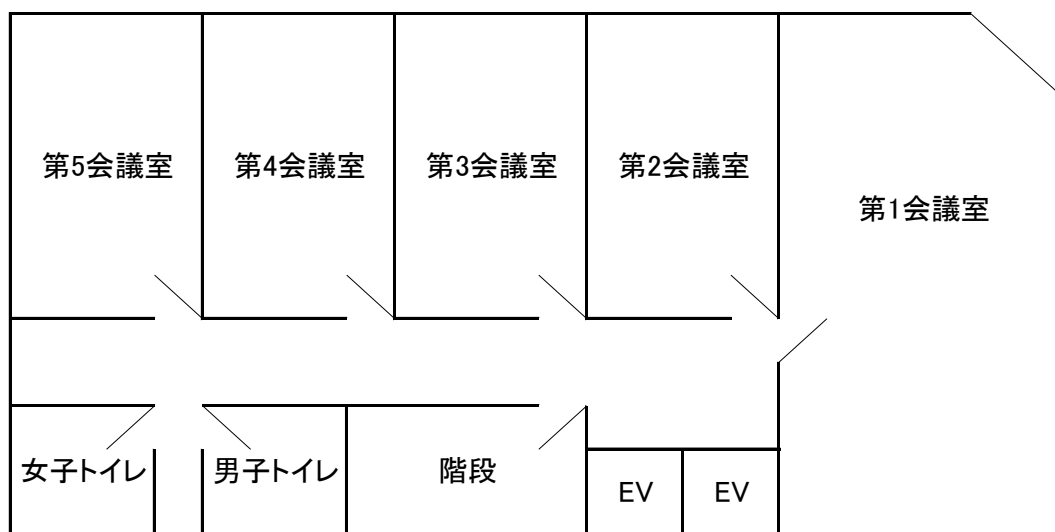 第5会議室
第4会議室
第3会議室
第2会議室
第1会議室
女子トイレ
男子トイレ
階段
EV
EV